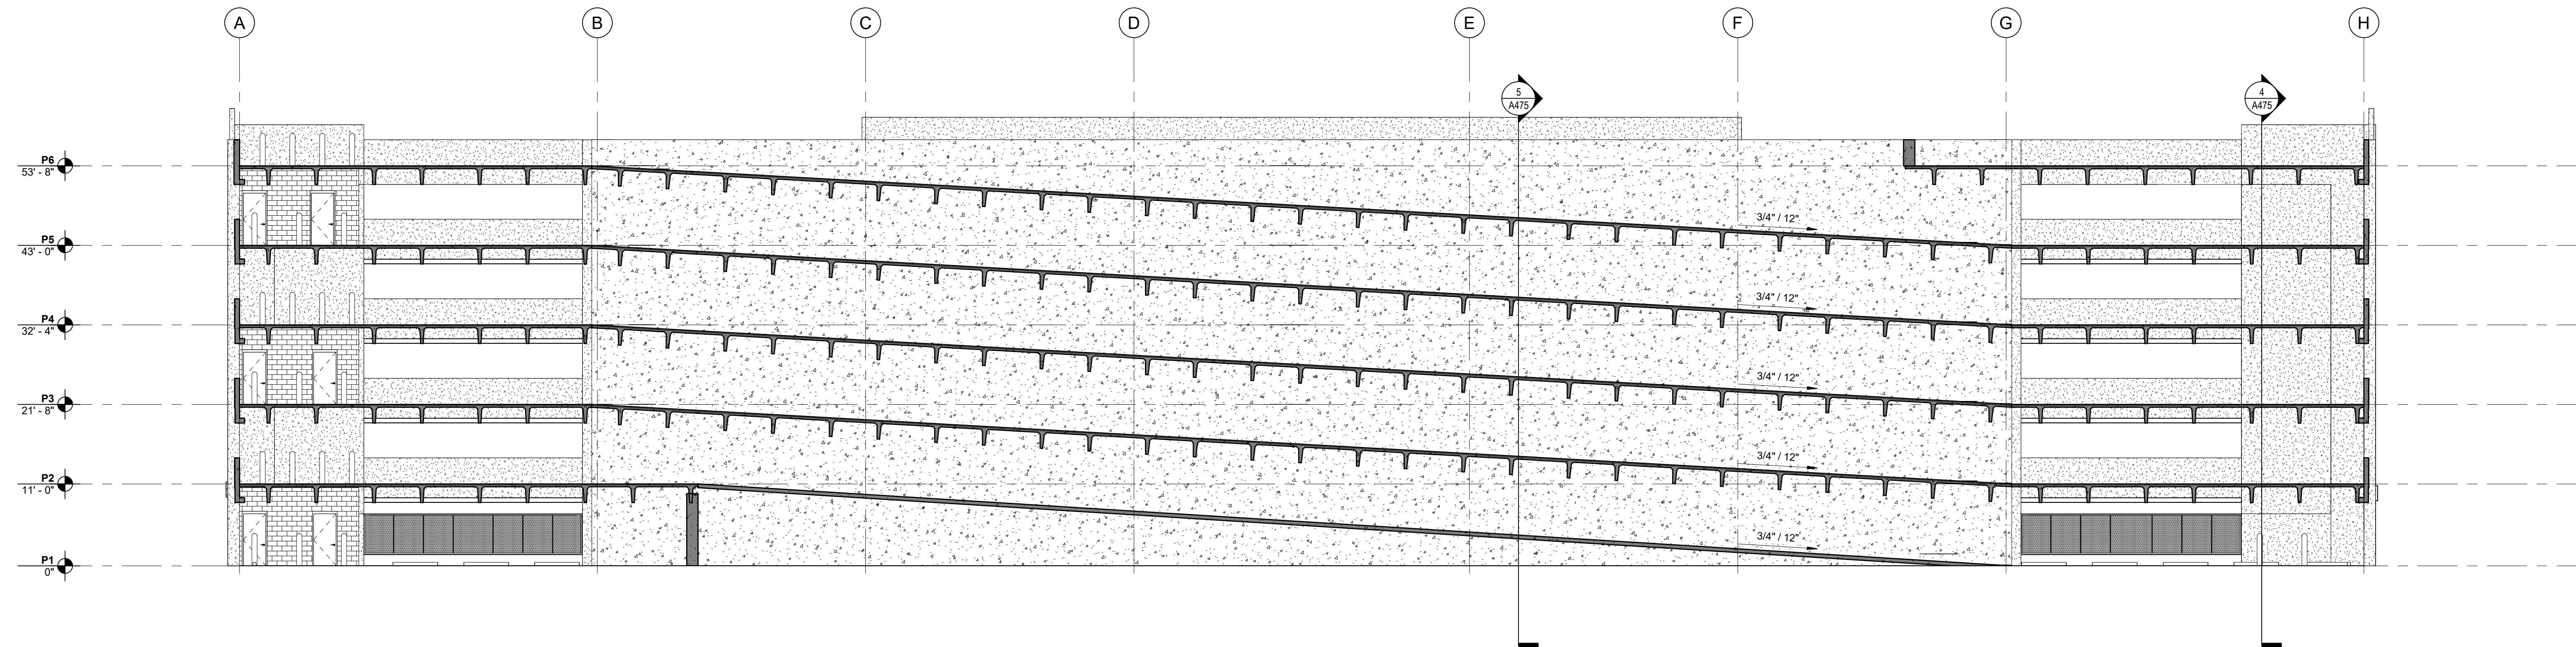 A B C D E F G H
5
A475
4
A475
P6
53' - 8"
3/4" / 12"
P5
43' - 0"
3/4" / 12"
P4
32' - 4"
3/4" / 12"
P3
21' - 8"
3/4" / 12"
P2
11' - 0"
3/4" / 12"
P1
0"